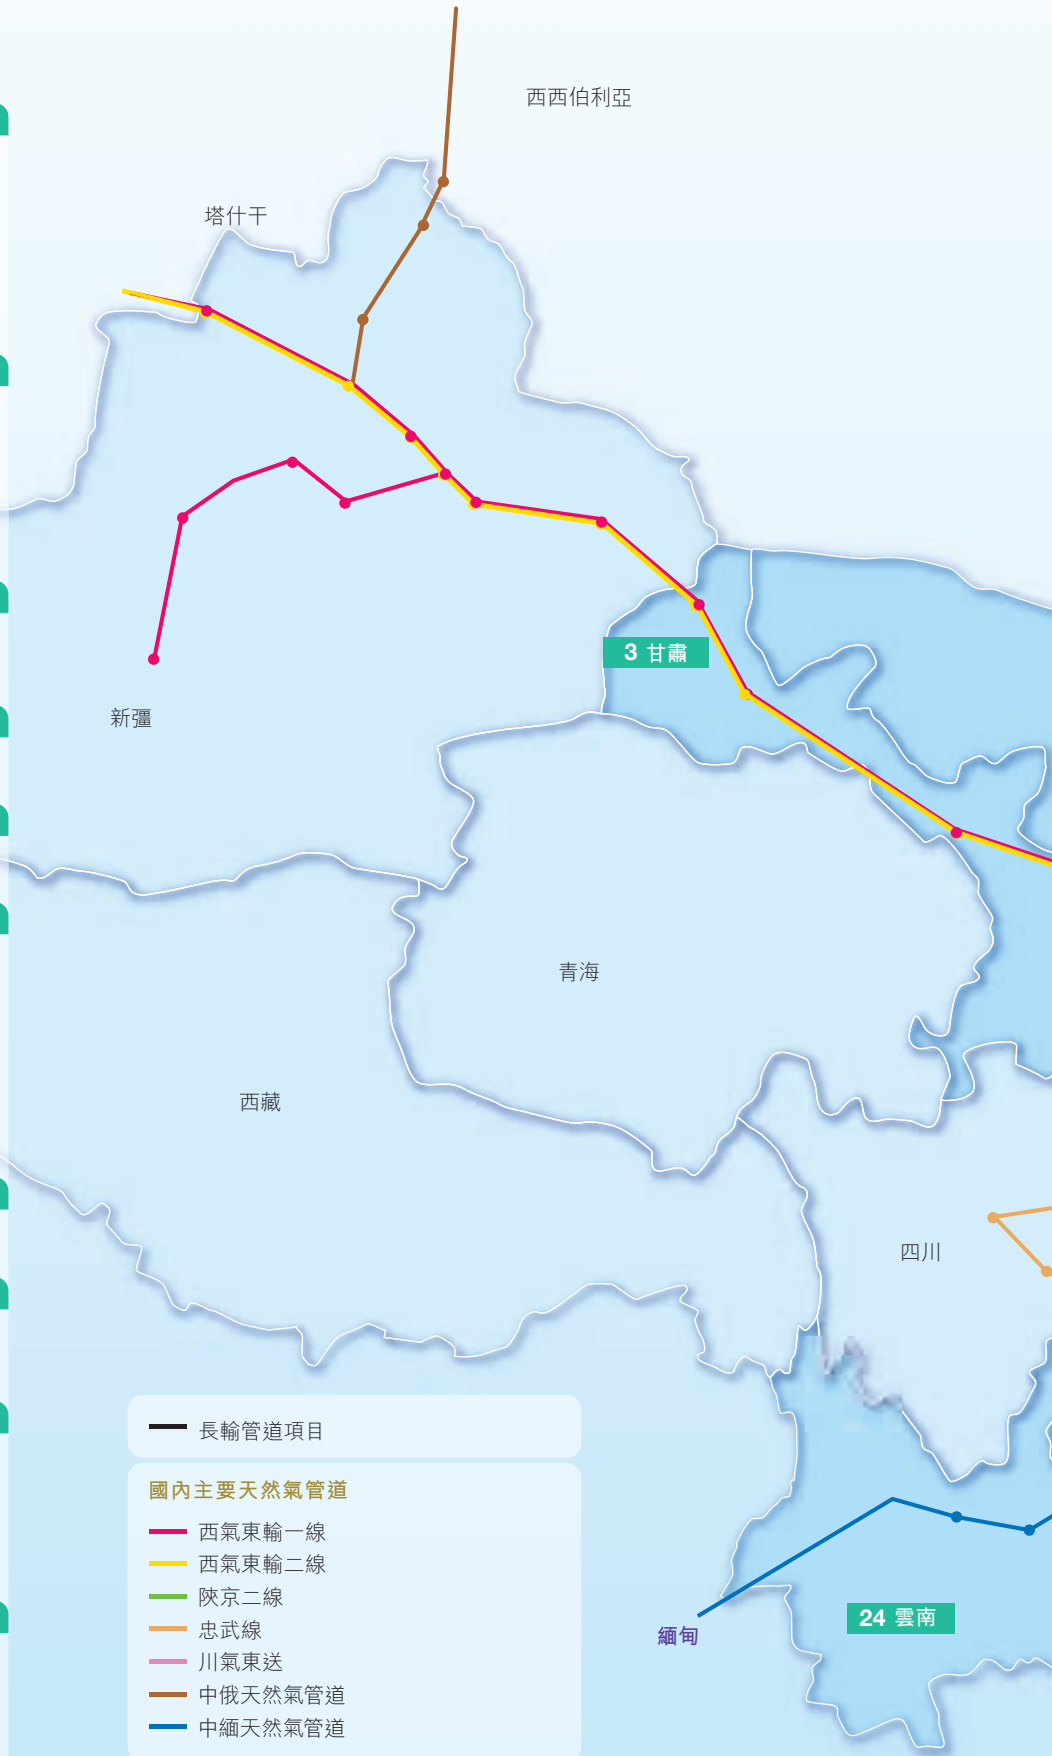 西西伯利亞
塔什干
3 甘肅
新彊
青海
西藏
四川
長輸管道項目
國內主要天然氣管道
西氣東輸一線
西氣東輸二線
陝京二線
忠武線
川氣東送
中俄天然氣管道
中緬天然氣管道
24 雲南
緬甸